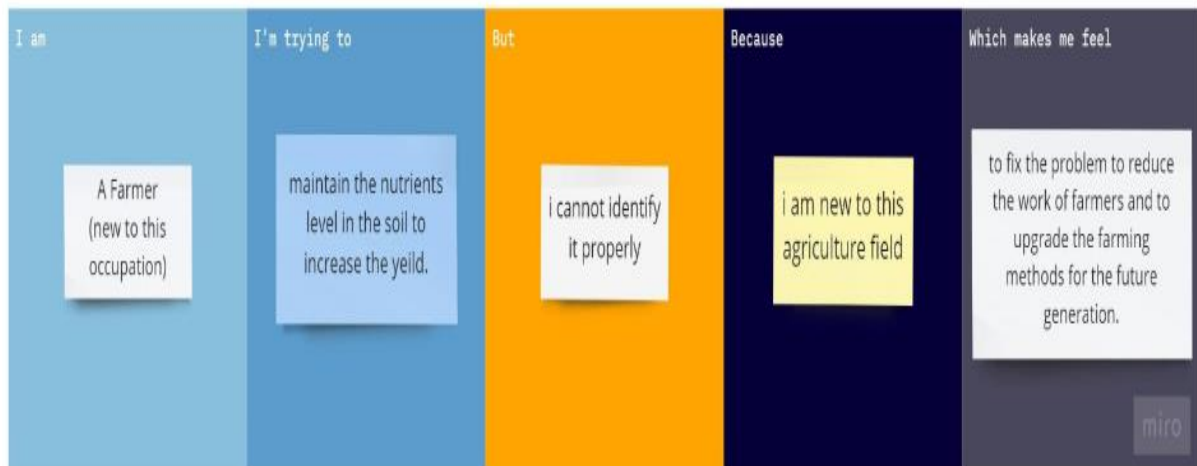 I am
A Farmer
(new to this
occupation)
I'm trying to
maintain the nutrients
level in the soil to
increase the yeild.
But
i cannot identify
it properly
Because
i am new to this
agriculture field
Which makes me feel
to fix the problem to reduce
the work of farmers and to
upgrade the farming
methods for the future
generation.
miro